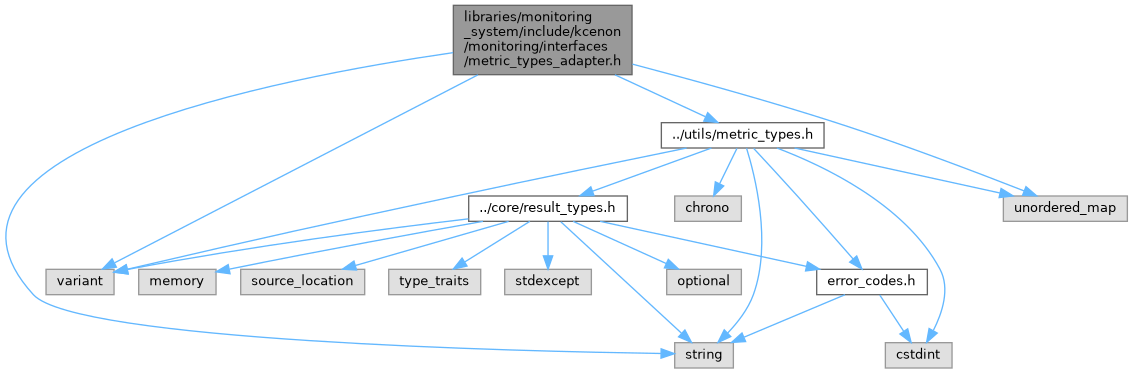 libraries/monitoring
_system/include/kcenon
/monitoring/interfaces
/metric_types_adapter.h
../utils/metric_types.h
../core/result_types.h
chrono
unordered_map
variant
memory
source_location
type_traits
stdexcept
optional
error_codes.h
string
cstdint